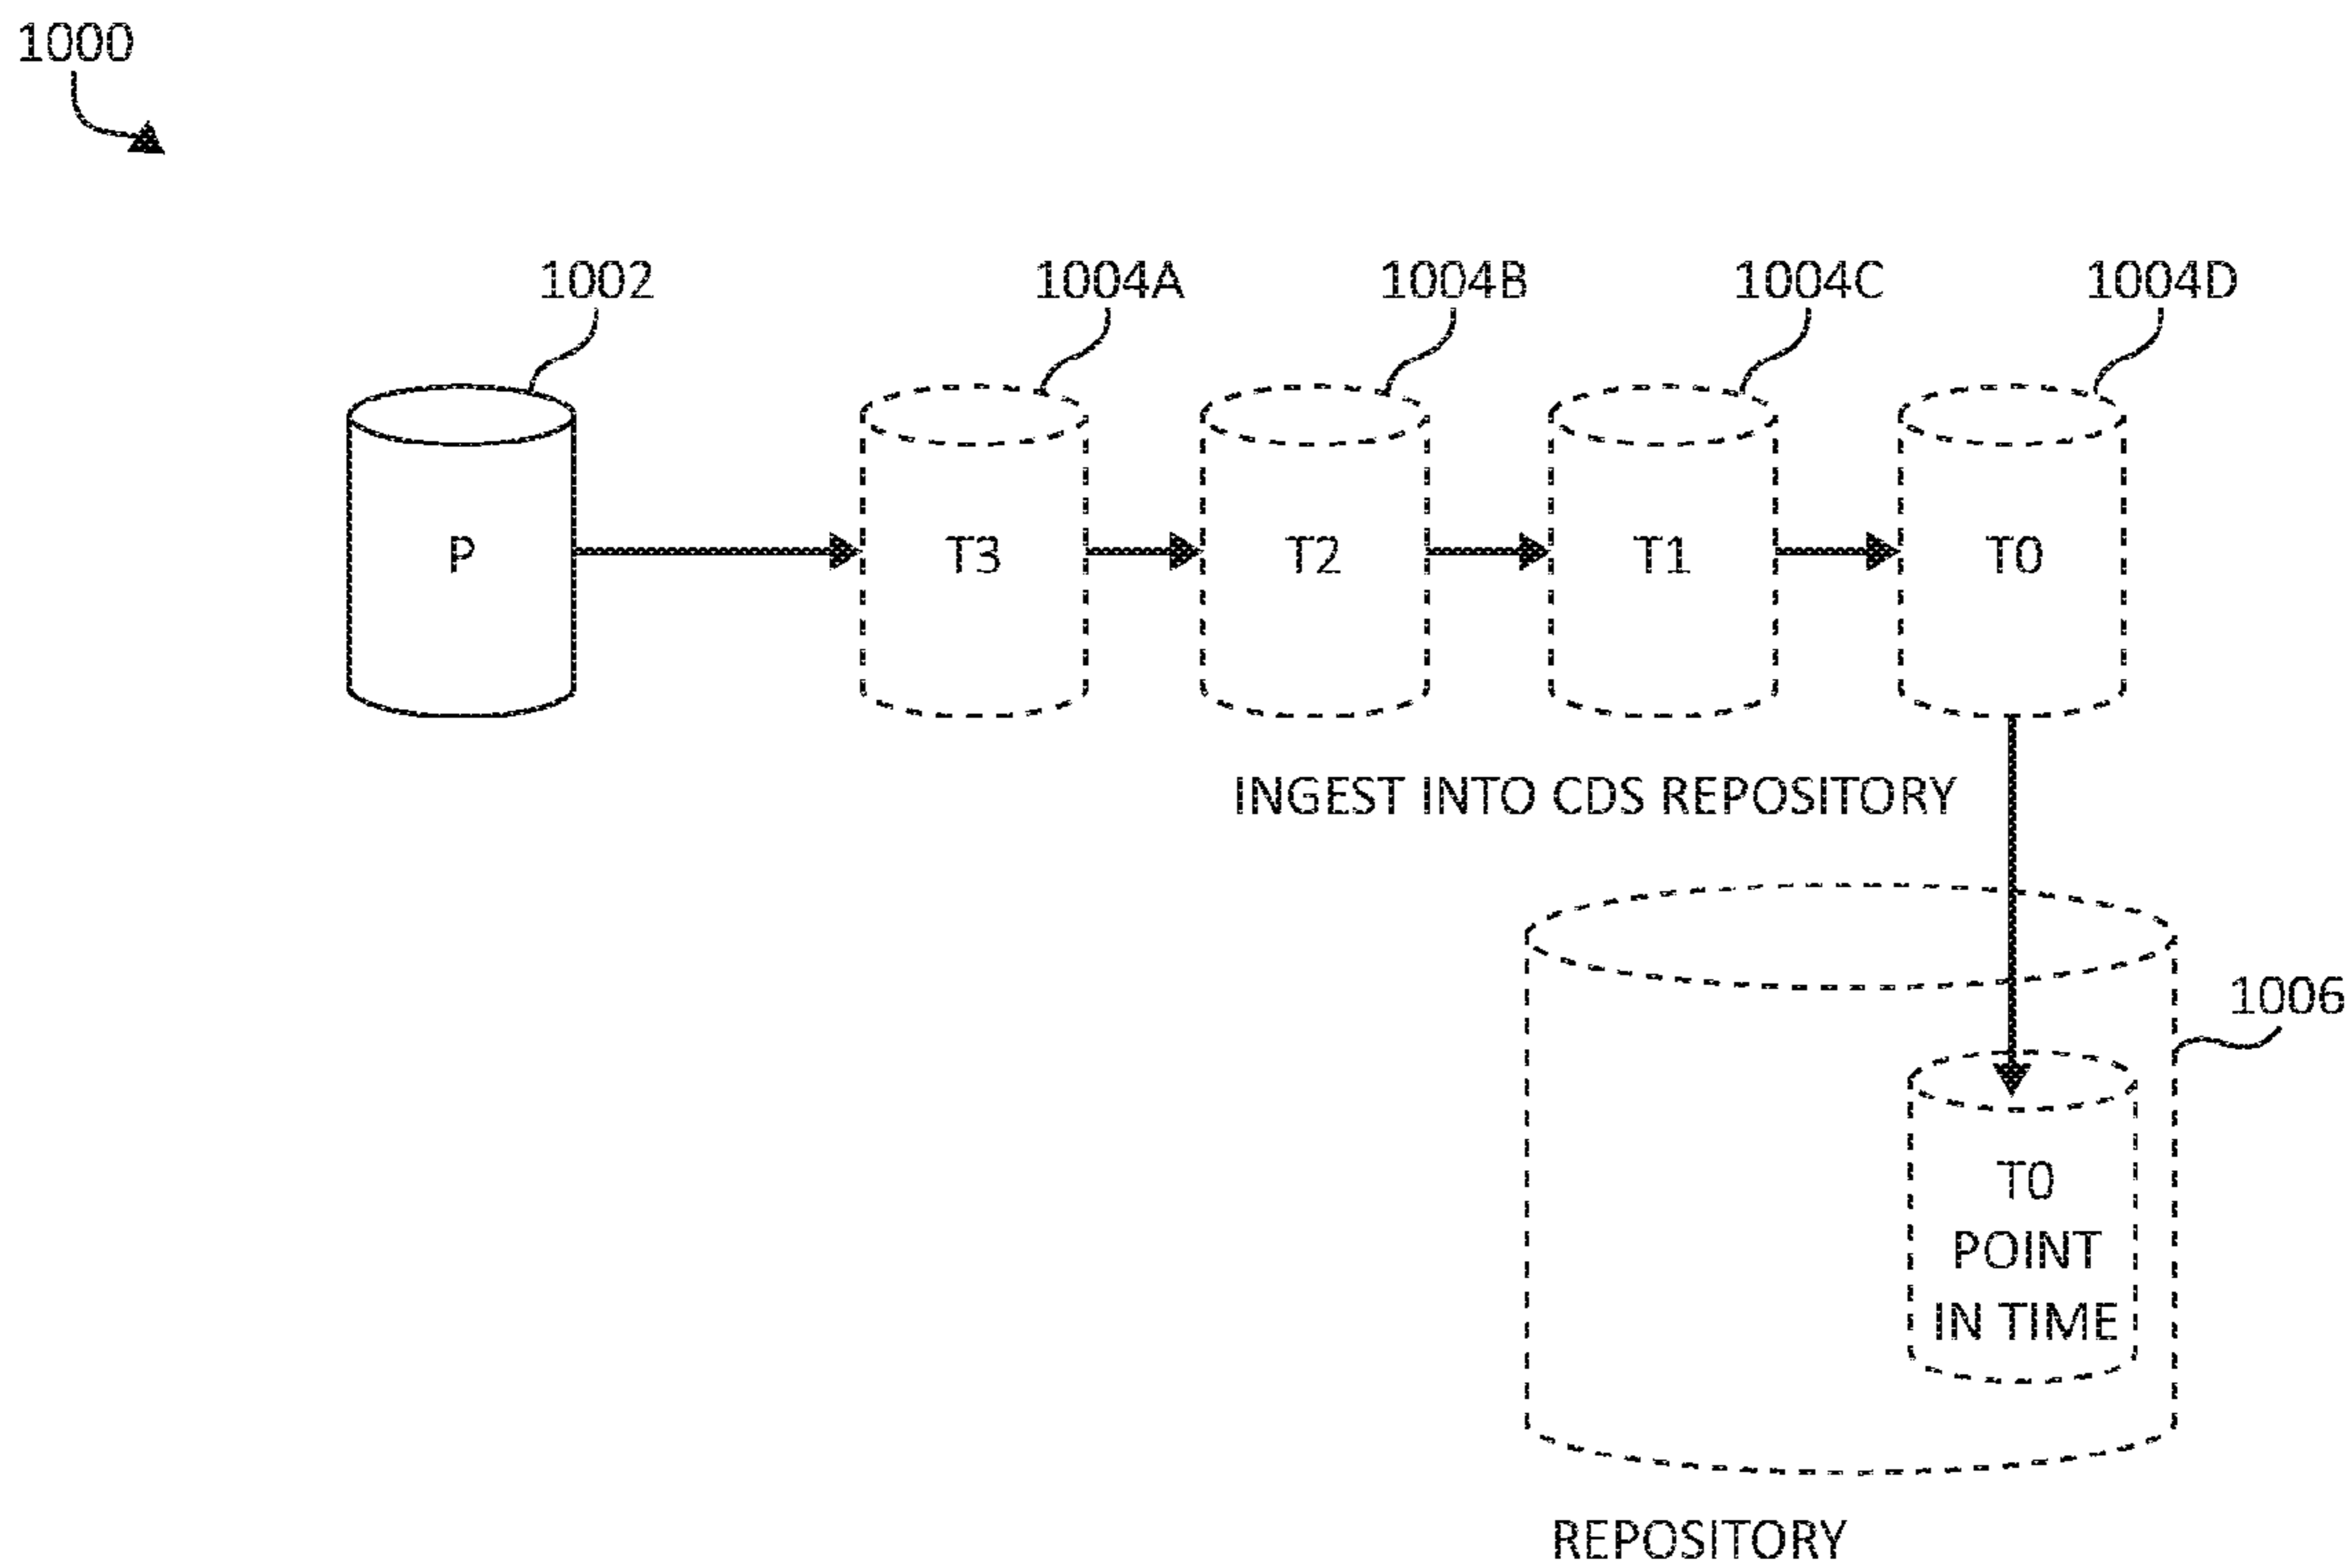 1000
1002
1004A
1004B
1004C
1004D
P
T3
T2
T1
T0
INGEST INTO CDS REPOSITORY
1006
T0
POINT
IN TIME
REPOSITORY